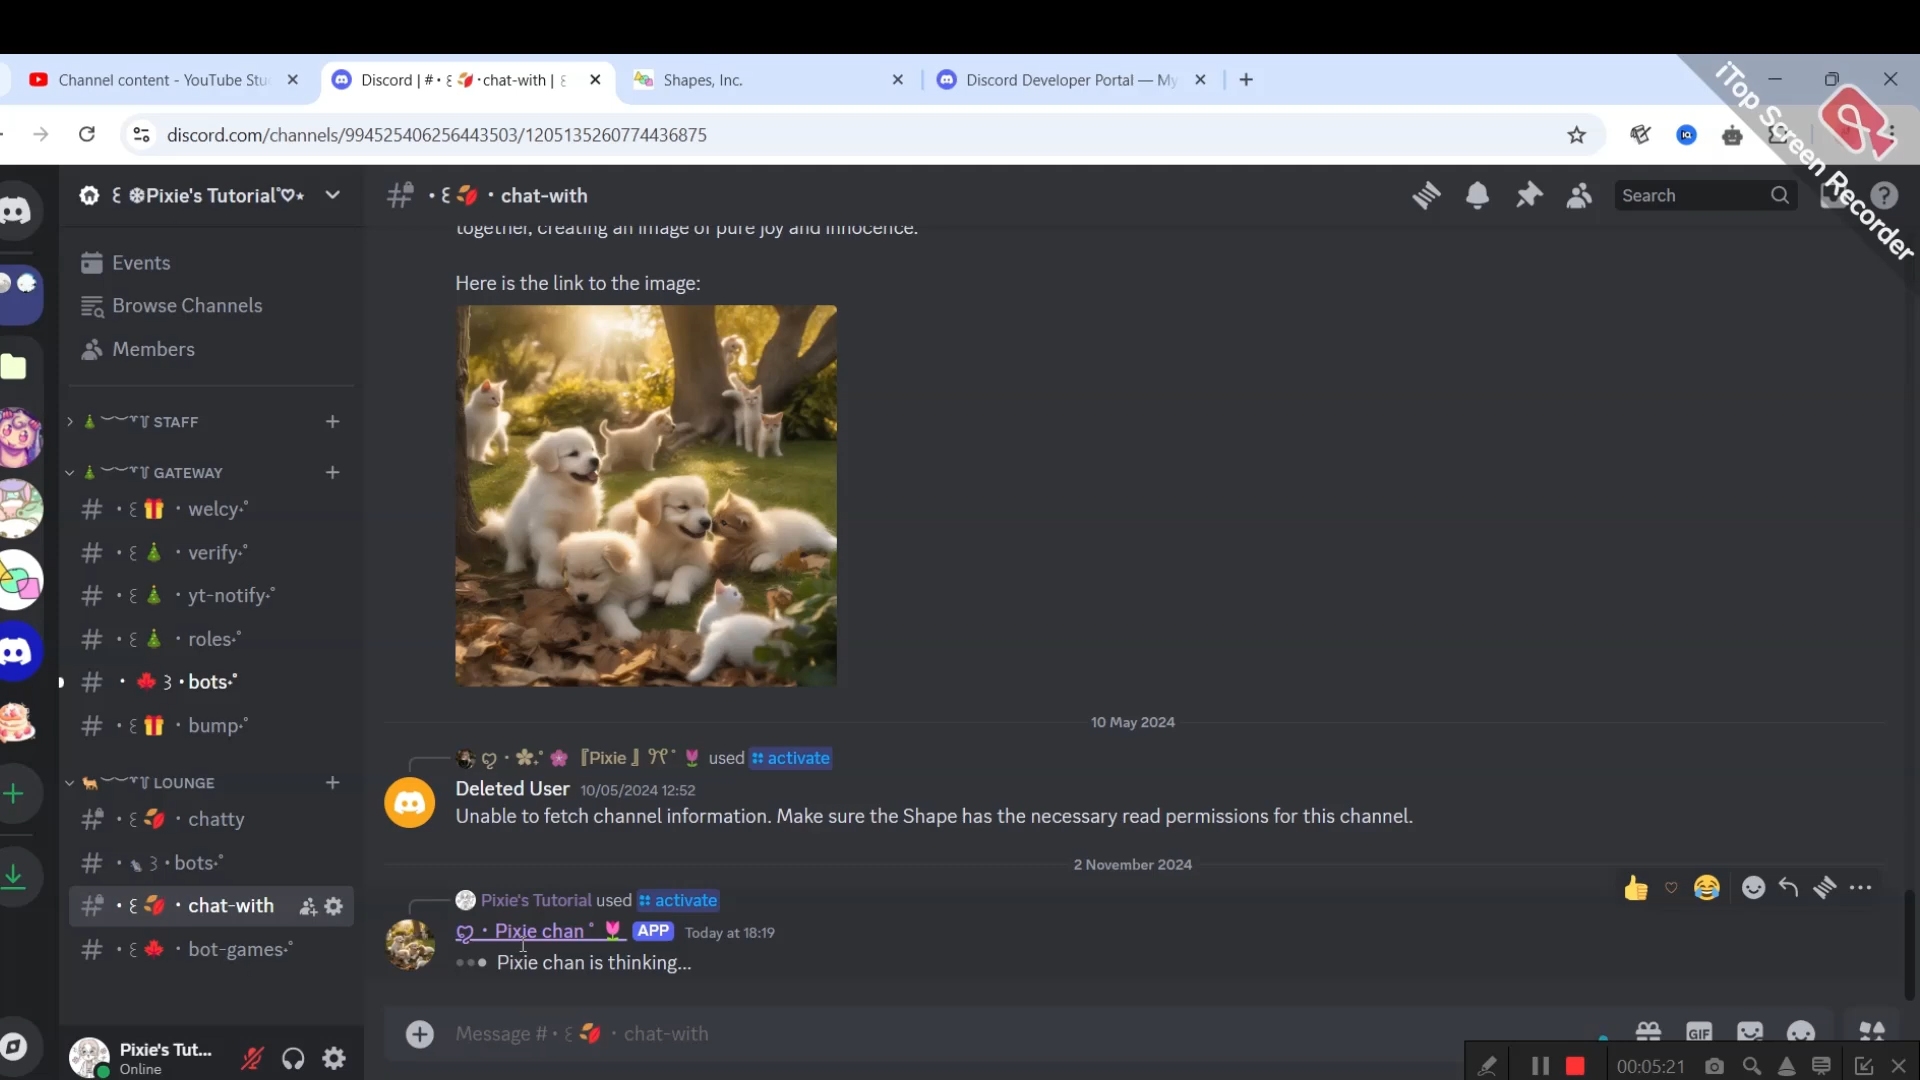 Channel content - YouTube Stu
Discord | # • ꒰ 🍂 • chat-with |
Shapes, Inc.
Discord Developer Portal — My
discord.com/channels/994525406256443503/1205135260774436875
iTop Screen Recorder
Pixie's Tutorial
• chat-with
Search
Events
Browse Channels
Members
STAFF
GATEWAY
welcy
verify
yt-notify
roles
bots
bump
LOUNGE
chatty
bots
chat-with
bot-games
Pixie's Tut...
Online
together, creating an image of pure joy and innocence.
Here is the link to the image:
10 May 2024
『Pixie』 used activate
Deleted User 10/05/2024 12:52
Unable to fetch channel information. Make sure the Shape has the necessary read permissions for this channel.
2 November 2024
Pixie's Tutorial used activate
Pixie chan APP Today at 18:19
Pixie chan is thinking...
Message # • chat-with
GIF
00:05:21